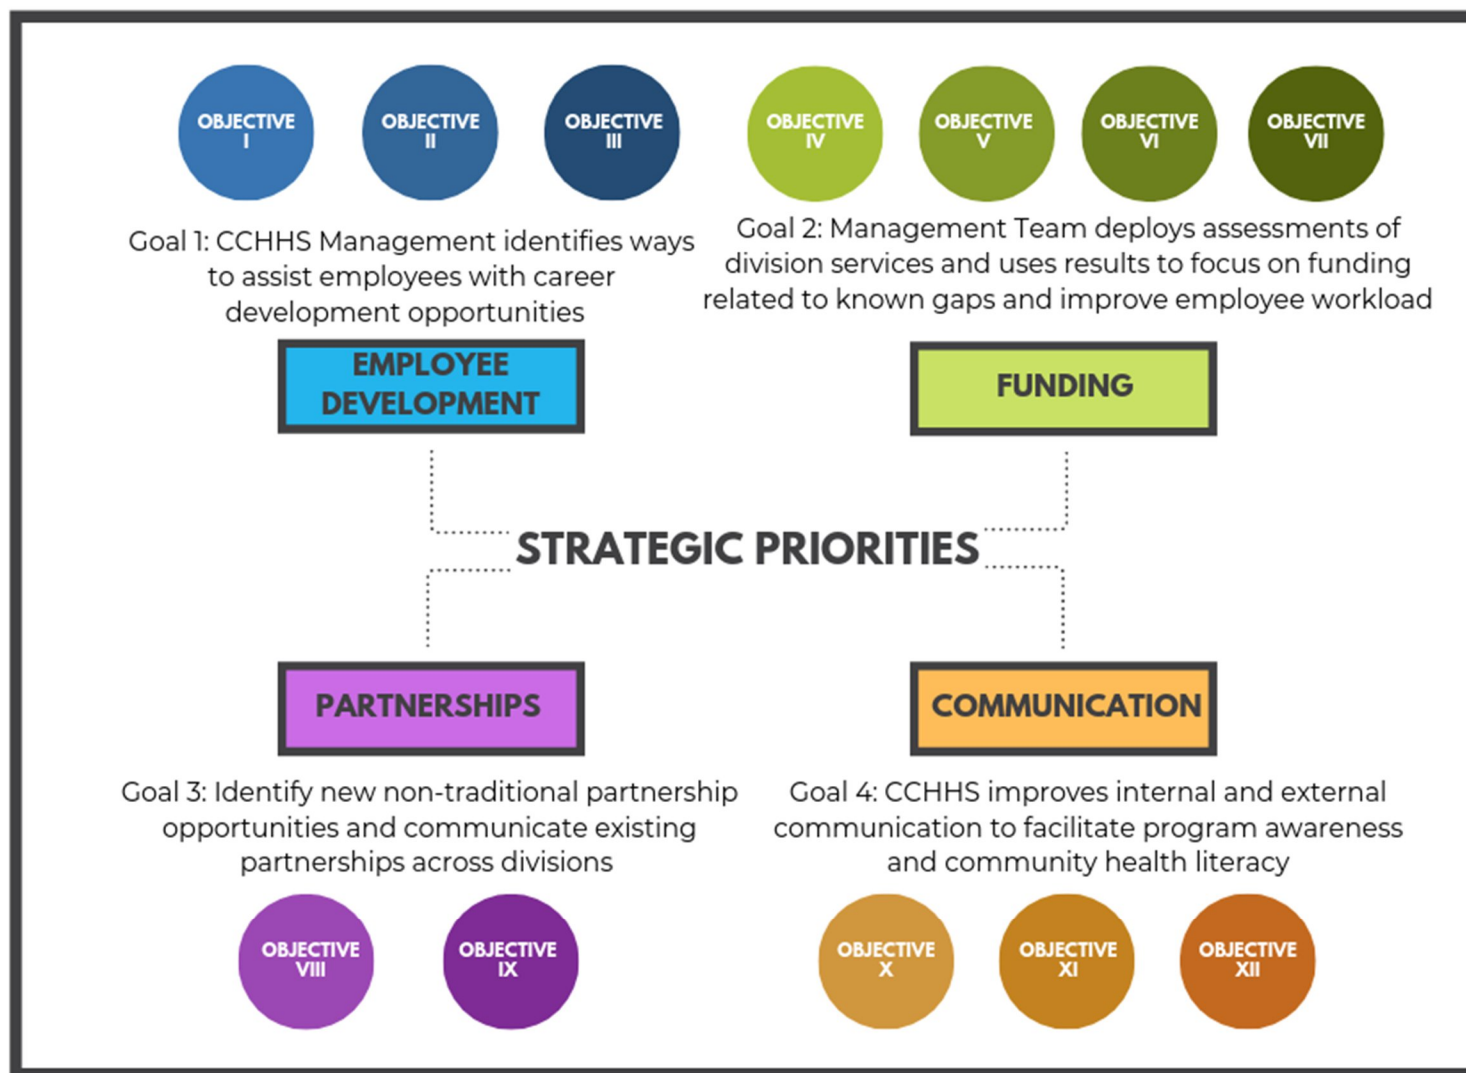 OBJECTIVE
I
OBJECTIVE
II
OBJECTIVE
III
Goal 1: CCHHS Management identifies ways
to assist employees with career
development opportunities
EMPLOYEE
DEVELOPMENT
OBJECTIVE
IV
OBJECTIVE
V
OBJECTIVE
VI
OBJECTIVE
VII
Goal 2: Management Team deploys assessments of
division services and uses results to focus on funding
related to known gaps and improve employee workload
FUNDING
STRATEGIC PRIORITIES
PARTNERSHIPS
Goal 3: Identify new non-traditional partnership
opportunities and communicate existing
partnerships across divisions
OBJECTIVE
VIII
OBJECTIVE
IX
COMMUNICATION
Goal 4: CCHHS improves internal and external
communication to facilitate program awareness
and community health literacy
OBJECTIVE
X
OBJECTIVE
XI
OBJECTIVE
XII